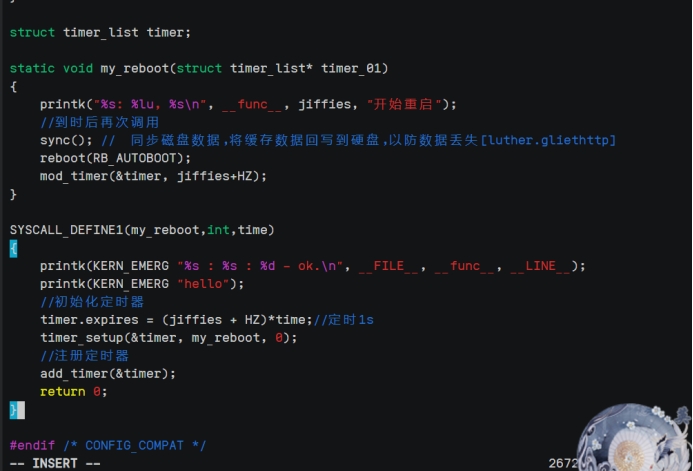 struct timer_list timer;
static void my_reboot(struct timer_list* timer_01)
{
    printk("%s: %lu, %s\n", __func__, jiffies, "开始重启");
    //到时后再次调用
    sync(); //  同步磁盘数据,将缓存数据回写到硬盘,以防数据丢失[luther.gliethttp]
    reboot(RB_AUTOBOOT);
    mod_timer(&timer, jiffies+HZ);
}
SYSCALL_DEFINE1(my_reboot,int,time)
{
    printk(KERN_EMERG "%s : %s : %d - ok.\n", __FILE__, __func__, __LINE__);
    printk(KERN_EMERG "hello");
    //初始化定时器
    timer.expires = (jiffies + HZ)*time;//定时1s
    timer_setup(&timer, my_reboot, 0);
    //注册定时器
    add_timer(&timer);
    return 0;
}
#endif /* CONFIG_COMPAT */
-- INSERT --